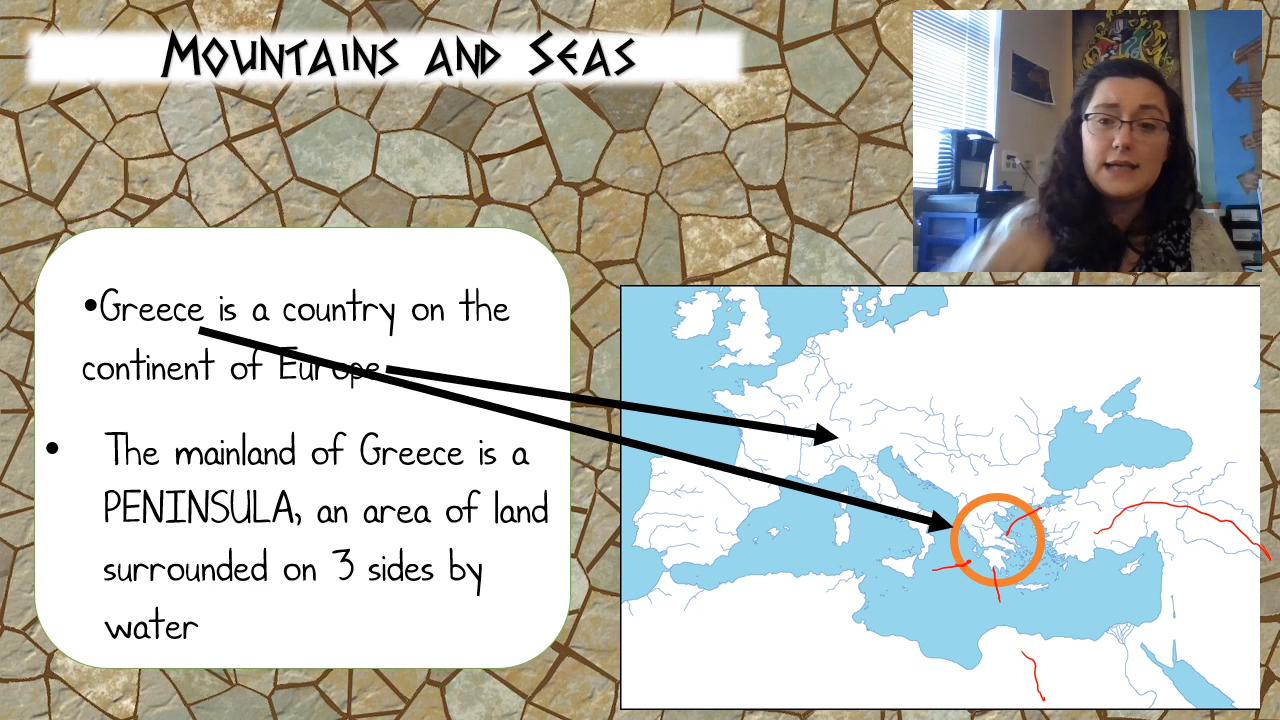 Mountains and Seas
•Greece is a country on the
continent of Europe
• The mainland of Greece is a
PENINSULA, an area of land
surrounded on 3 sides by
water